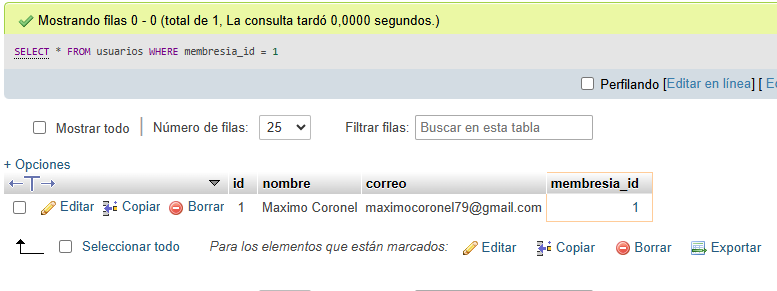 Mostrando filas 0 - 0 (total de 1, La consulta tardó 0,0000 segundos.)
SELECT * FROM usuarios WHERE membresia_id = 1
Perfilando [Editar en línea] [
Mostrar todo | Número de filas: 25 Filtrar filas: Buscar en esta tabla
+ Opciones
←T→ id nombre correo membresia_id
Editar Copiar Borrar 1 Maximo Coronel maximocoronel79@gmail.com 1
Seleccionar todo Para los elementos que están marcados: Editar Copiar Borrar Exportar